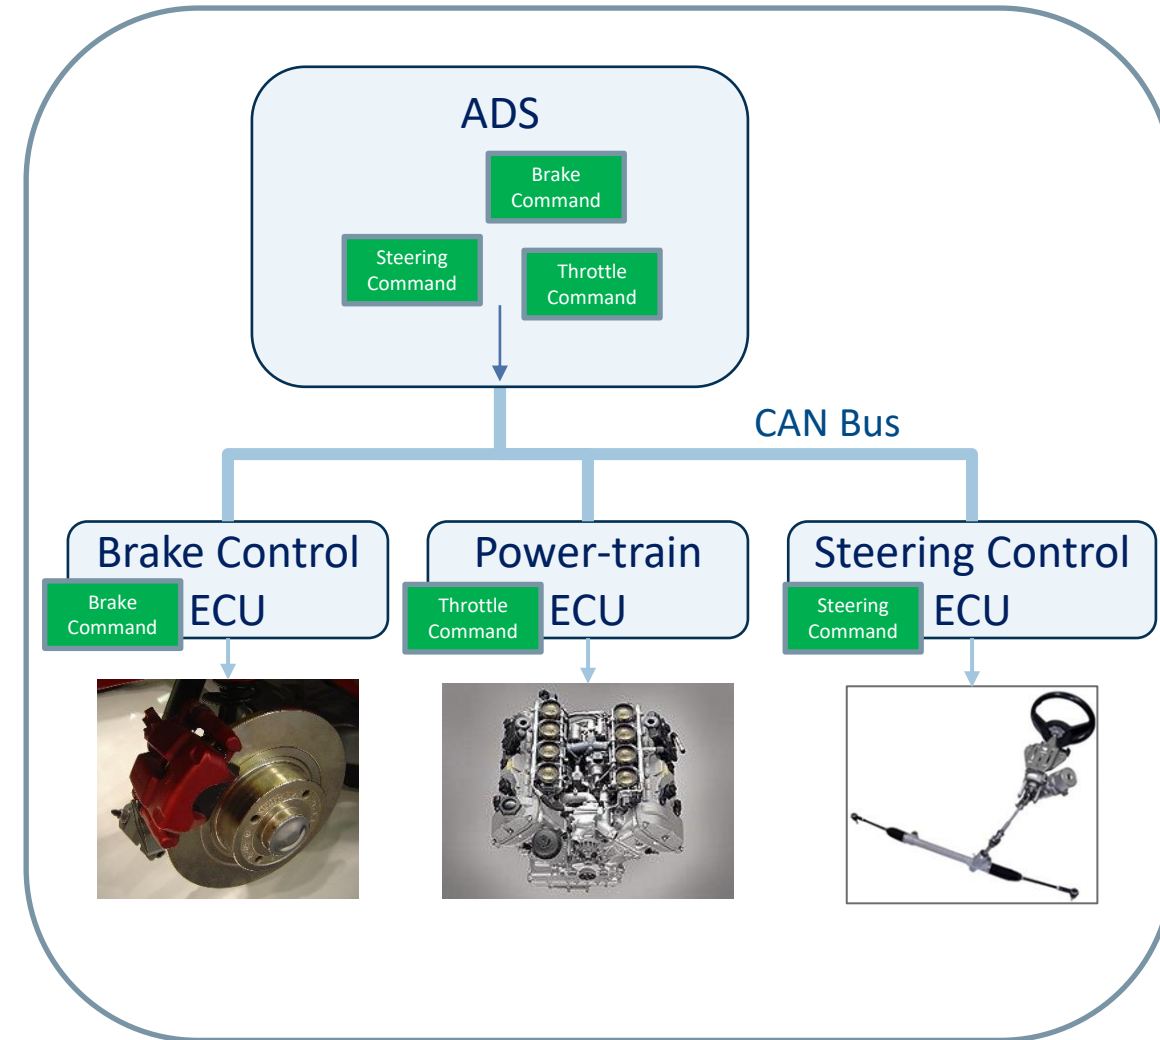 ADS
Brake
Command
Steering
Command
Throttle
Command
CAN Bus
Brake Control
ECU
Brake
Command
Power-train
ECU
Throttle
Command
Steering Control
ECU
Steering
Command